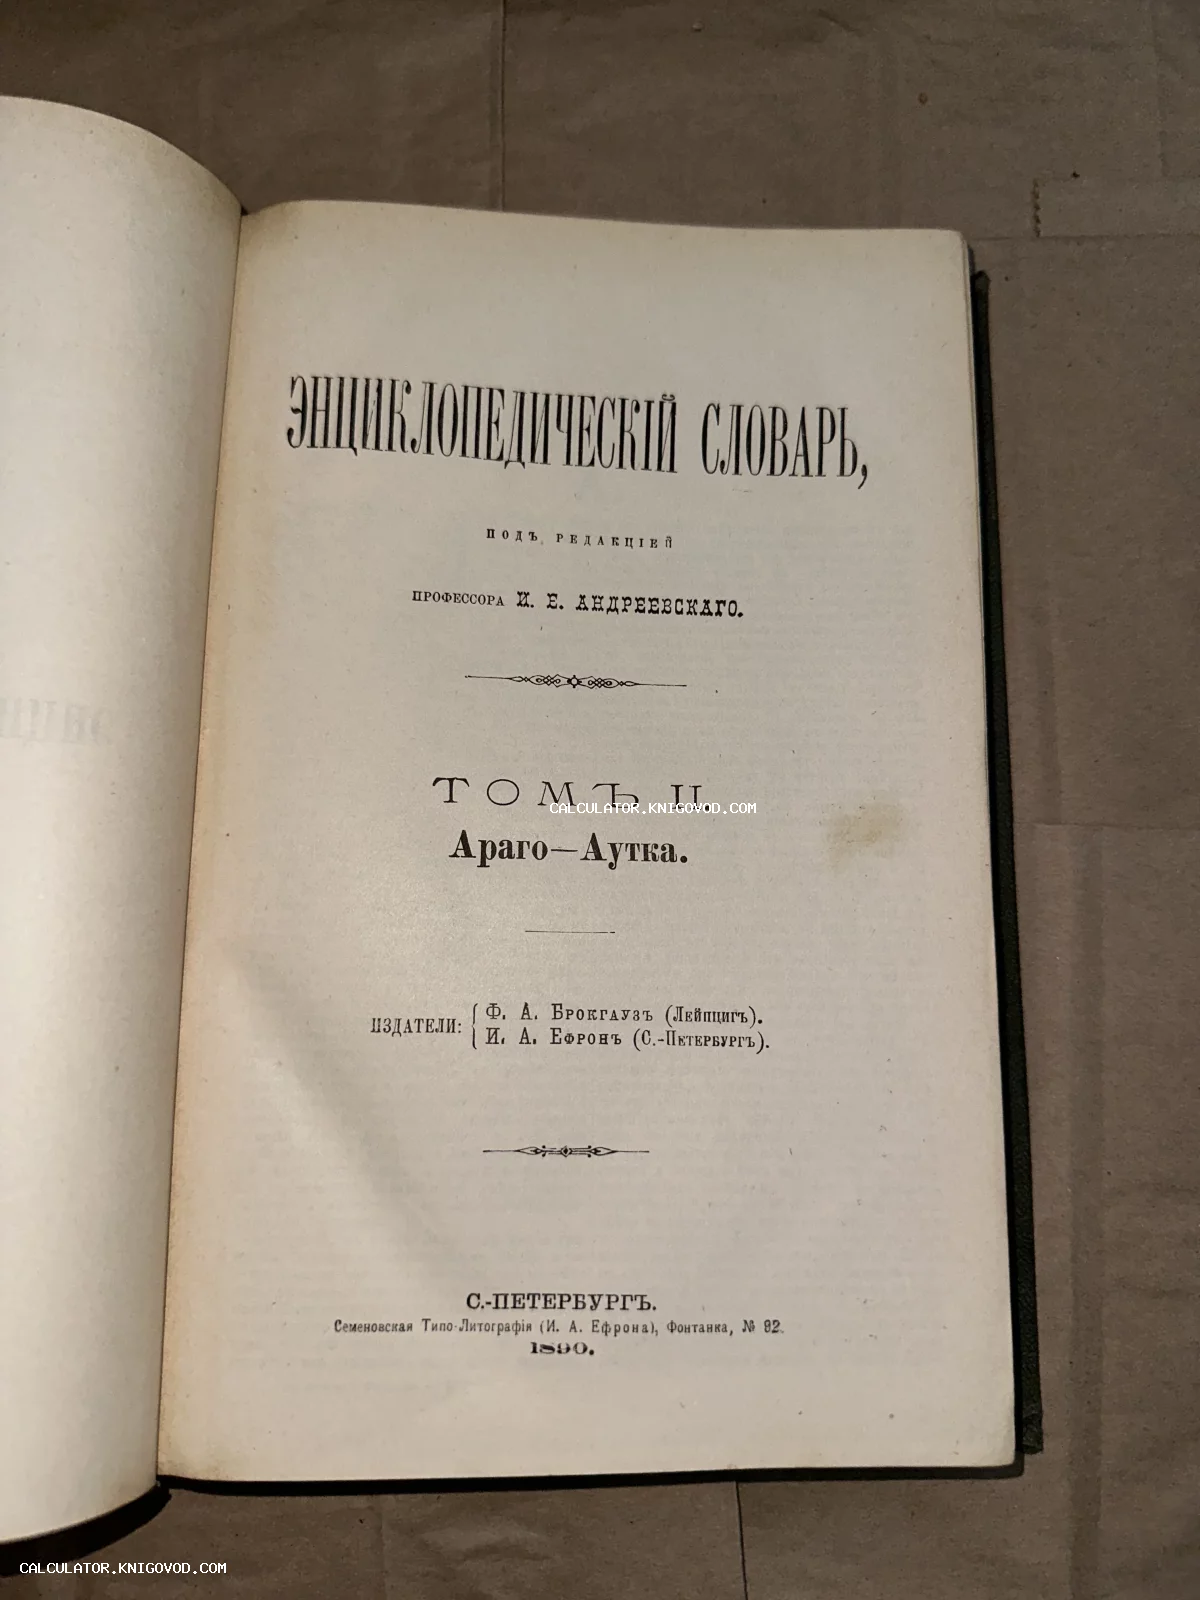 ЭНЦИКЛОПЕДИЧЕСКІЙ СЛОВАРЬ,
ПОДЪ РЕДАКЦІЕЙ
ПРОФЕССОРА И. Е. АНДРЕЕВСКАГО.
ТОМЪ II.
CALCULATOR.KNIGOVOD.COM
Араго—Аутка.
ИЗДАТЕЛИ: { Ф. А. Брокгаузъ (Лейпцигъ).
И. А. Ефронъ (С.-Петербургъ).
С.-ПЕТЕРБУРГЪ.
Семеновская Типо-Литографія (И. А. Ефрона), Фонтанка, № 92.
1890.
CALCULATOR.KNIGOVOD.COM